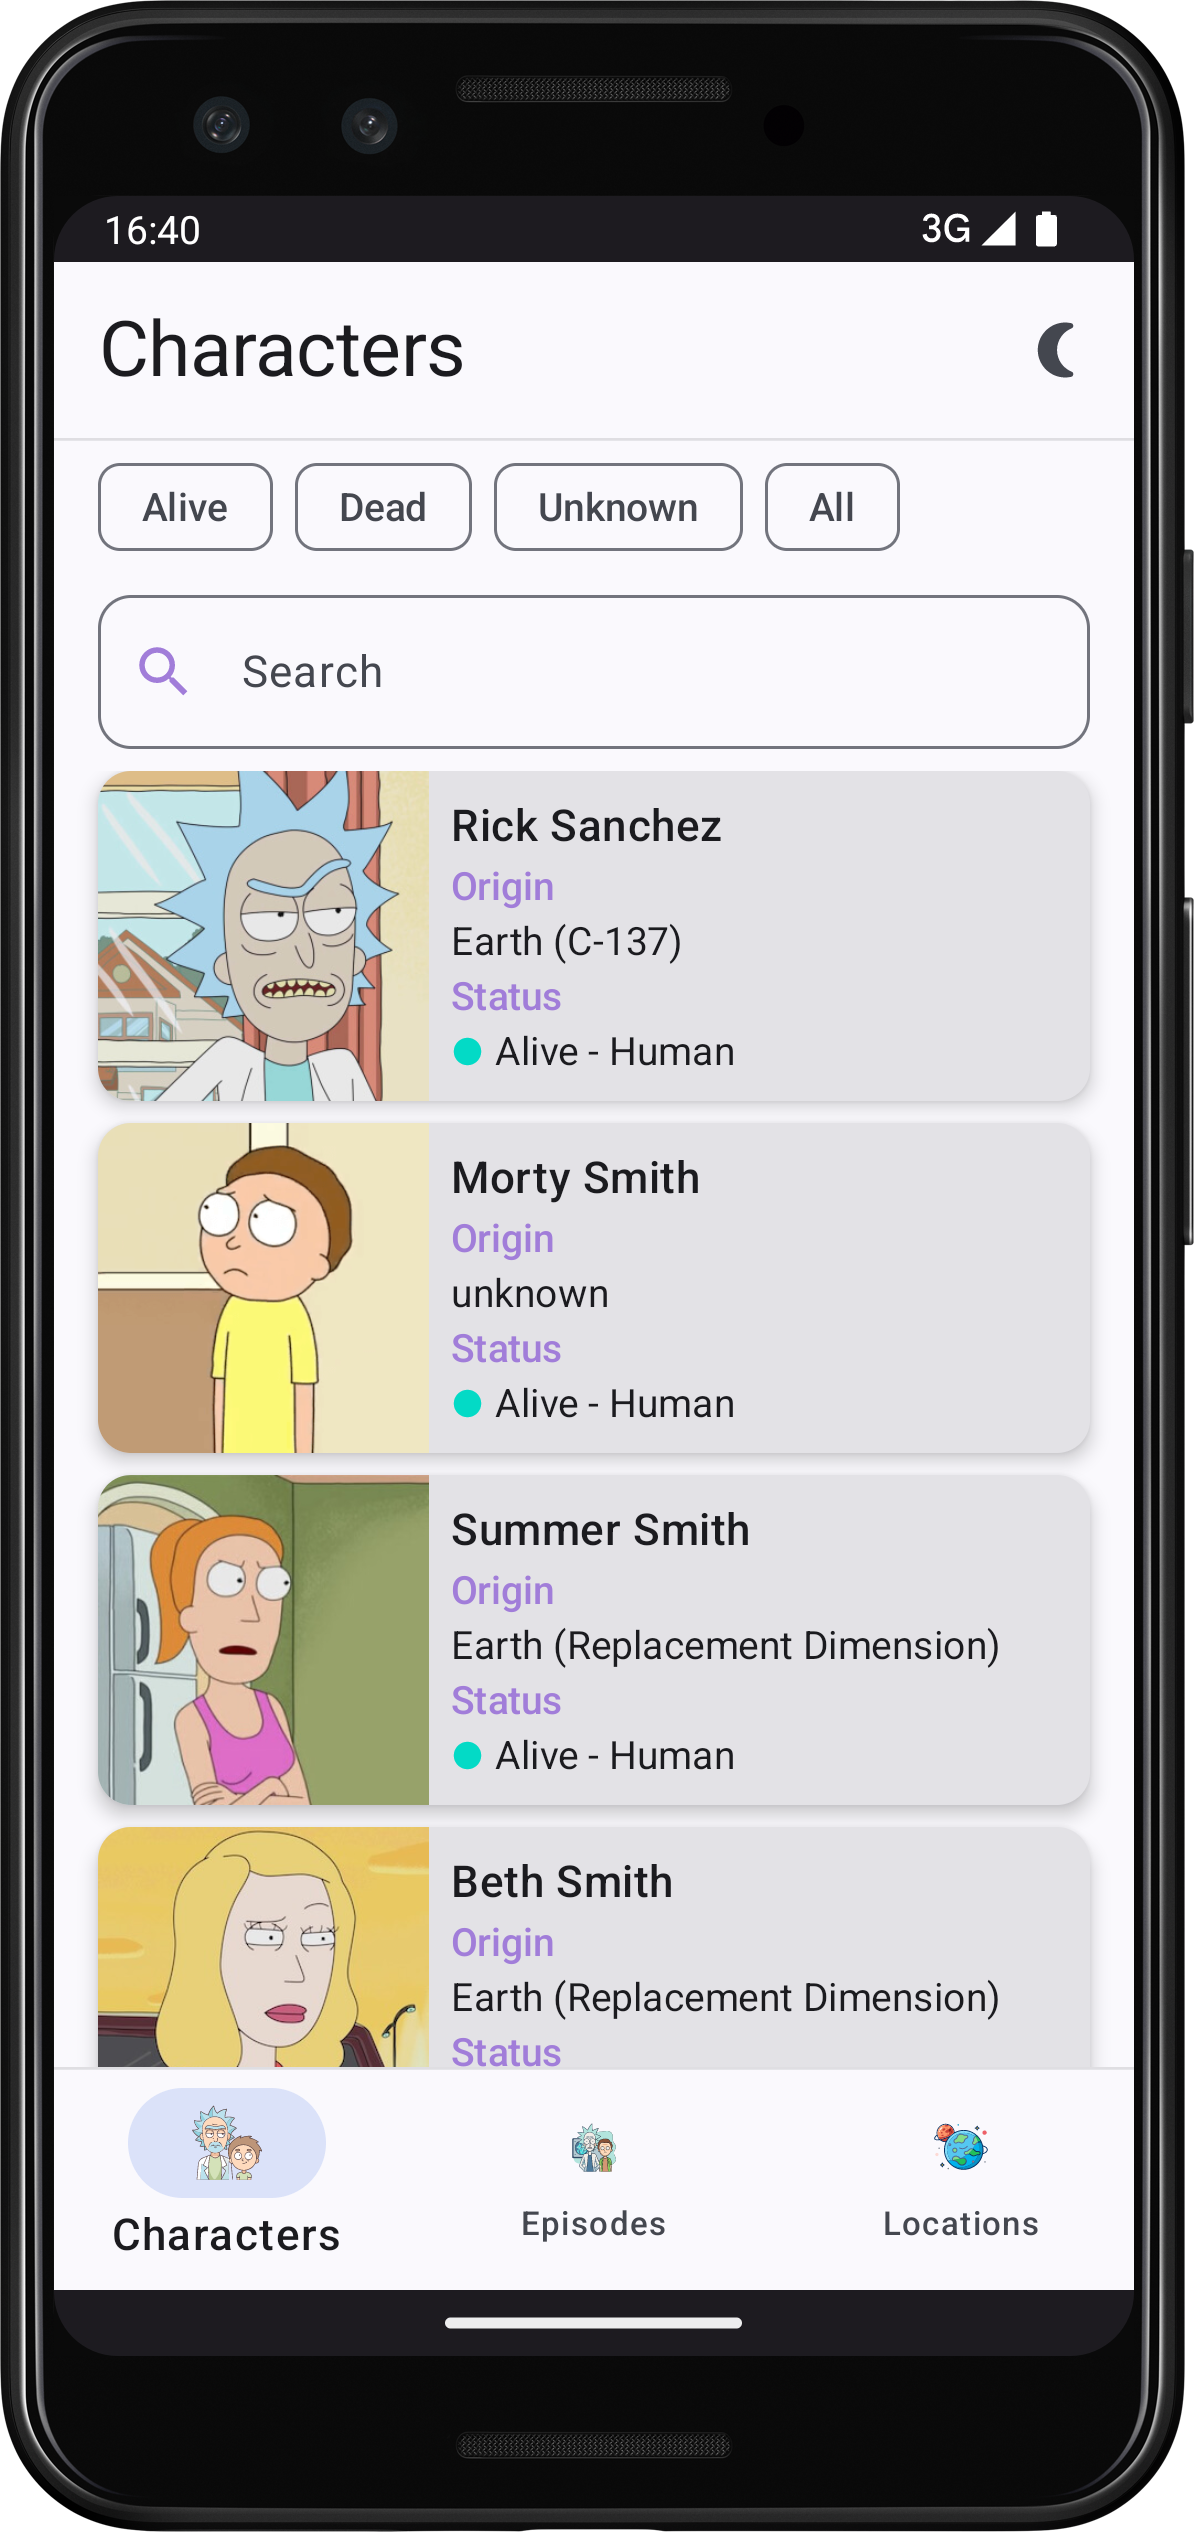 16:40 3G
Characters
Alive Dead Unknown All
Search
Rick Sanchez
Origin
Earth (C-137)
Status
Alive - Human
Morty Smith
Origin
unknown
Status
Alive - Human
Summer Smith
Origin
Earth (Replacement Dimension)
Status
Alive - Human
Beth Smith
Origin
Earth (Replacement Dimension)
Status
Characters Episodes Locations